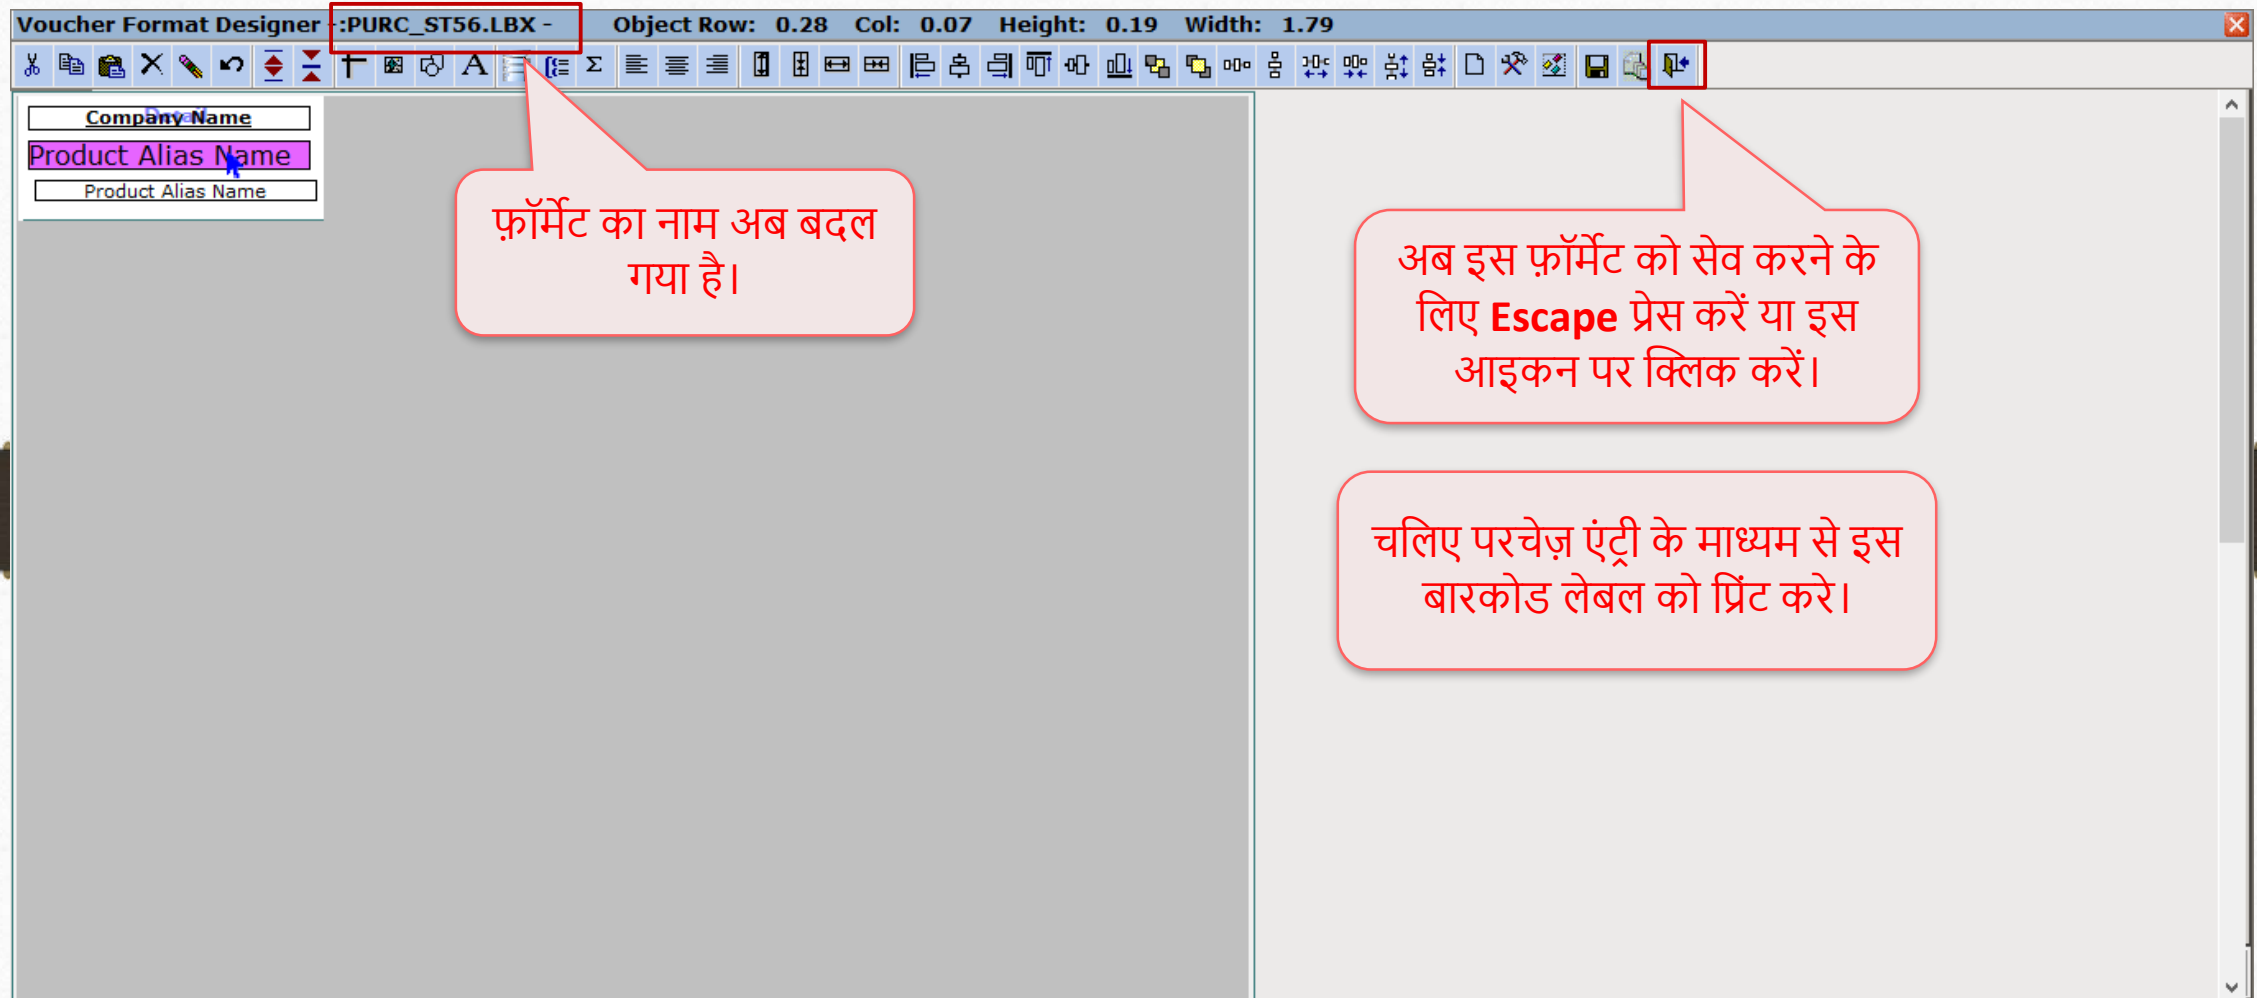 Voucher Format Designer -:PURC_ST56.LBX - Object Row: 0.28 Col: 0.07 Height: 0.19 Width: 1.79
Company Name
Detail
Product Alias Name
Product Alias Name
फ़ॉर्मेट का नाम अब बदल
गया है।
अब इस फ़ॉर्मेट को सेव करने के
लिए Escape प्रेस करें या इस
आइकन पर क्लिक करें।
चलिए परचेज़ एंट्री के माध्यम से इस
बारकोड लेबल को प्रिंट करे।